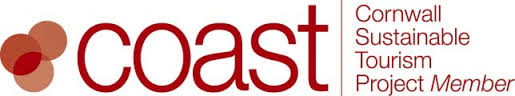 coast
Cornwall
Sustainable
Tourism
Project Member